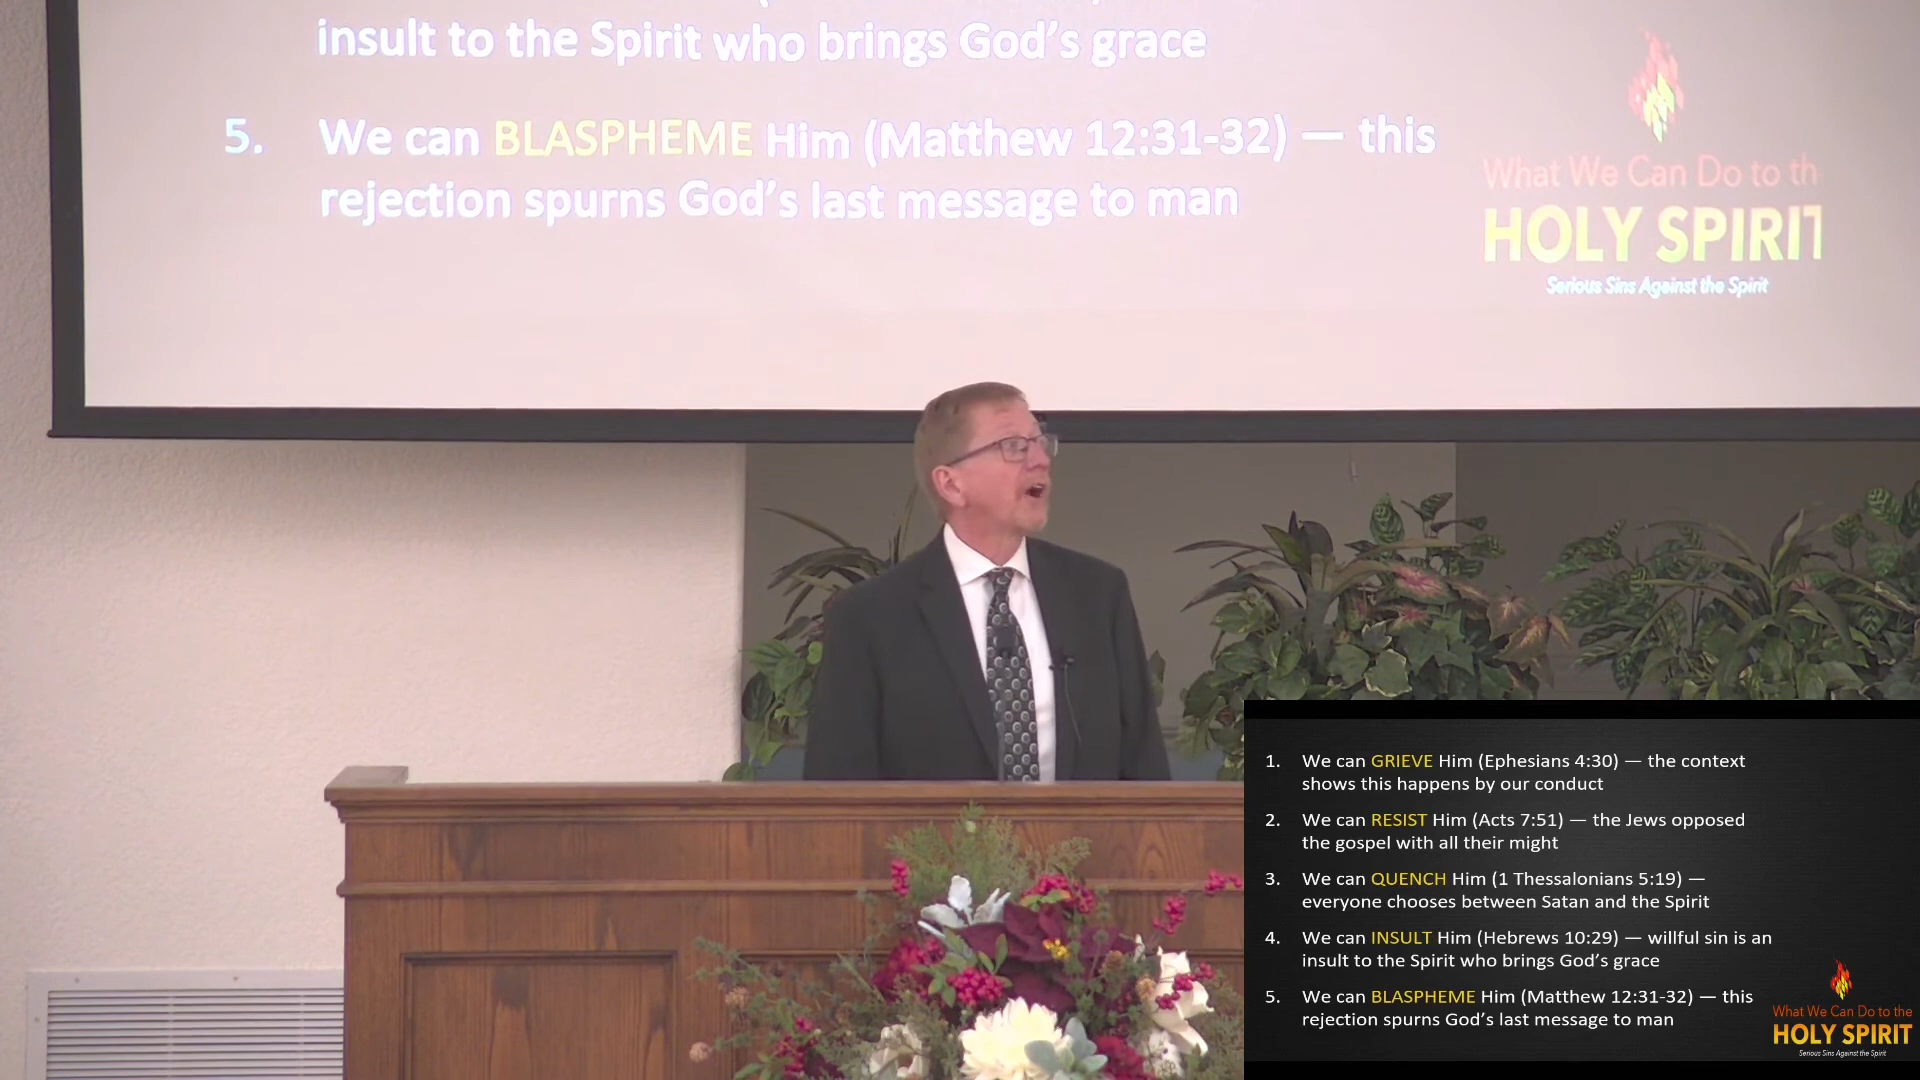 insult to the Spirit who brings God's grace
5. We can BLASPHEME Him (Matthew 12:31-32) — this
rejection spurns God's last message to man
What We Can Do to th
HOLY SPIRIT
Serious Sins Against the Spirit
1. We can GRIEVE Him (Ephesians 4:30) — the context
shows this happens by our conduct
2. We can RESIST Him (Acts 7:51) — the Jews opposed
the gospel with all their might
3. We can QUENCH Him (1 Thessalonians 5:19) —
everyone chooses between Satan and the Spirit
4. We can INSULT Him (Hebrews 10:29) — willful sin is an
insult to the Spirit who brings God's grace
5. We can BLASPHEME Him (Matthew 12:31-32) — this
rejection spurns God's last message to man
What We Can Do to the
HOLY SPIRIT
Serious Sins Against the Spirit